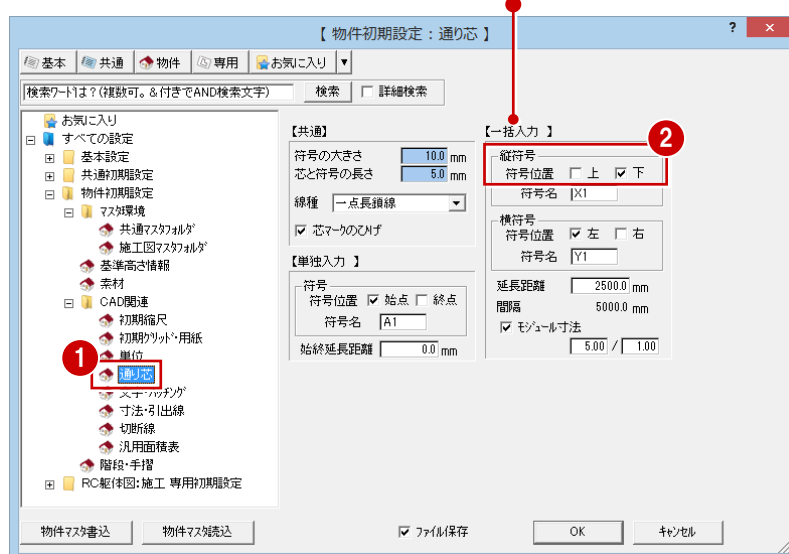 【 物件初期設定：通り芯 】
? ×
基本 共通 物件 専用 お気に入り ▼
検索ﾜｰﾄﾞは？(複数可。＆付きでAND検索文字) 検索 詳細検索
お気に入り
すべての設定
基本設定
共通初期設定
物件初期設定
ﾏｽﾀ環境
共通ﾏｽﾀﾌｫﾙﾀﾞ
施工図ﾏｽﾀﾌｫﾙﾀﾞ
基準高さ情報
素材
CAD関連
初期縮尺
初期ｸﾞﾘｯﾄﾞ･用紙
単位
1
通り芯
文字･ﾊｯﾁﾝｸﾞ
寸法･引出線
切断線
汎用面積表
階段･手摺
RC躯体図：施工 専用初期設定
【共通】
符号の大きさ 10.0 mm
芯と符号の長さ 5.0 mm
線種 一点長鎖線
芯ﾏｰｸのひげ
【単独入力 】
符号
符号位置 始点 終点
符号名 A1
始終延長距離 0.0 mm
【一括入力 】
2
縦符号
符号位置 上 下
符号名 X1
横符号
符号位置 左 右
符号名 Y1
延長距離 2500.0 mm
間隔 5000.0 mm
ﾓｼﾞｭｰﾙ寸法
5.00 / 1.00
物件ﾏｽﾀ書込 物件ﾏｽﾀ読込 ﾌｧｲﾙ保存 OK ｷｬﾝｾﾙ